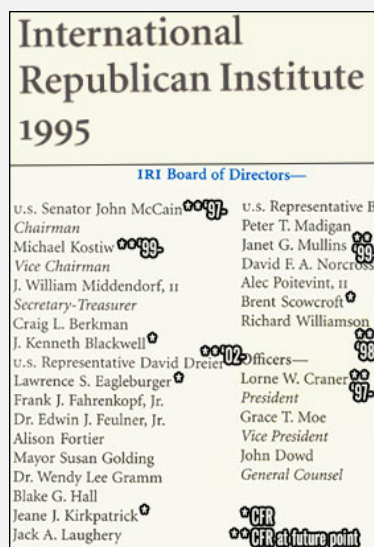 International
Republican Institute
1995
IRI Board of Directors—
U.S. Senator John McCain **'97-
Chairman
Michael Kostiw **'99-
Vice Chairman
J. William Middendorf, II
Secretary-Treasurer
Craig L. Berkman
J. Kenneth Blackwell*
U.S. Representative David Dreier **'02-
Lawrence S. Eagleburger*
Frank J. Fahrenkopf, Jr.
Dr. Edwin J. Feulner, Jr.
Alison Fortier
Mayor Susan Golding
Dr. Wendy Lee Gramm
Blake G. Hall
Jeane J. Kirkpatrick*
Jack A. Laughery
U.S. Representative
Peter T. Madigan
Janet G. Mullins **'99
David F. A. Norcross
Alec Poitevint, II
Brent Scowcroft*
Richard Williamson
**'98
Officers—
Lorne W. Craner **'97-
President
Grace T. Moe
Vice President
John Dowd
General Counsel
*CFR
**CFR at future point